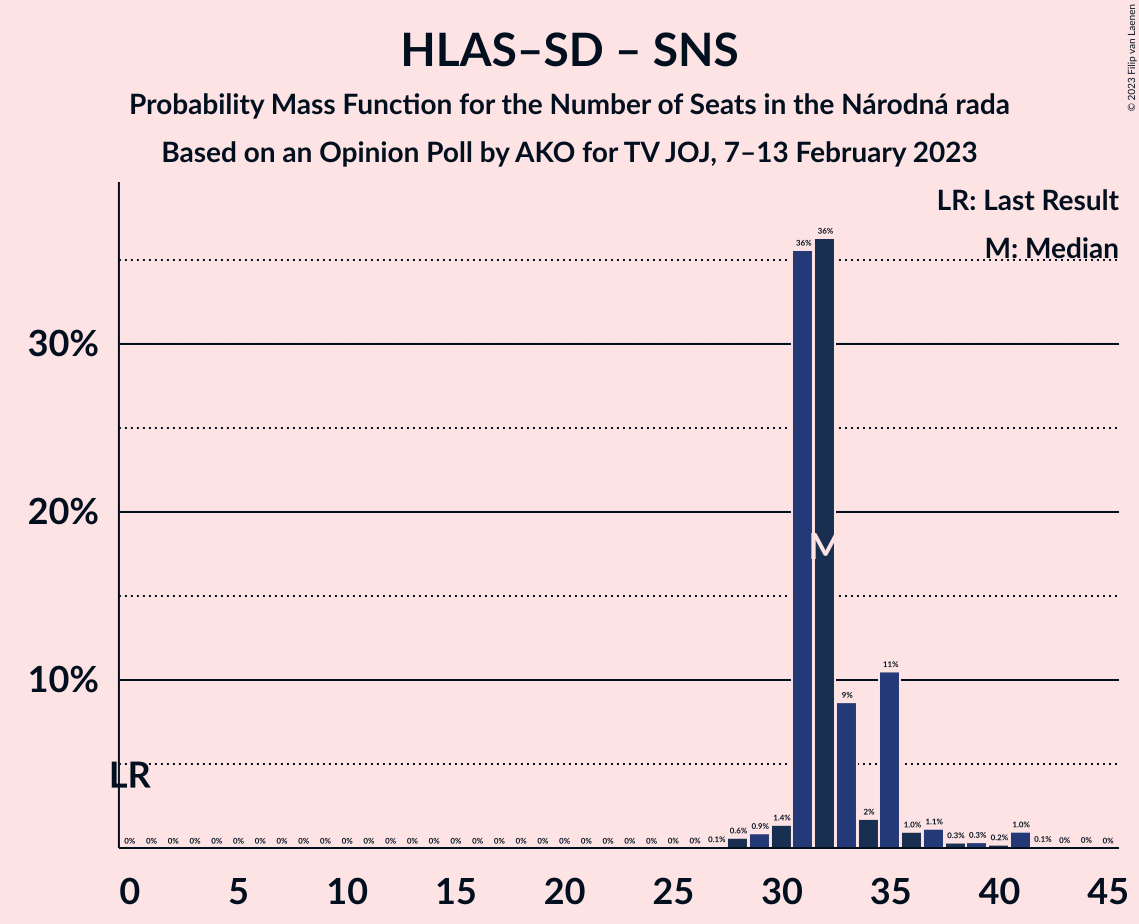 HLAS–SD – SNS
Probability Mass Function for the Number of Seats in the Národná rada
Based on an Opinion Poll by AKO for TV JOJ, 7–13 February 2023
© 2023 Filip van Laenen
LR: Last Result
M: Median
30%
20%
10%
LR
M
0% 0% 0% 0% 0% 0% 0% 0% 0% 0% 0% 0% 0% 0% 0% 0% 0% 0% 0% 0% 0% 0% 0% 0% 0% 0% 0% 0.1% 0.6% 0.9% 1.4% 36% 36% 9% 2% 11% 1.0% 1.1% 0.3% 0.3% 0.2% 1.0% 0.1% 0% 0% 0%
0 5 10 15 20 25 30 35 40 45